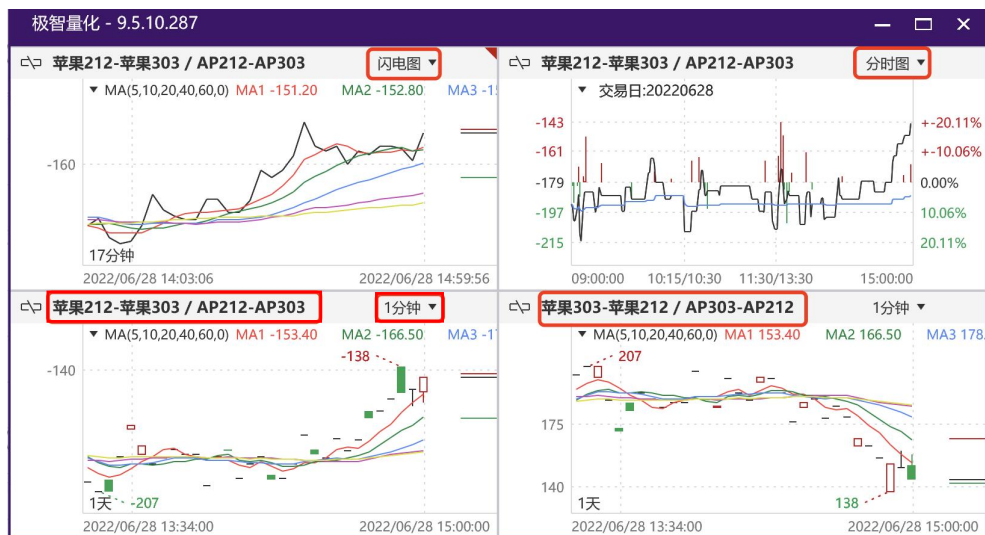 极智量化 - 9.5.10.287
苹果212-苹果303 / AP212-AP303 闪电图 ▼
▼ MA(5,10,20,40,60,0) MA1 -151.20 MA2 -152.80 MA3 -1
-160
17分钟
2022/06/28 14:03:06 2022/06/28 14:59:56
苹果212-苹果303 / AP212-AP303 分时图 ▼
▼ 交易日:20220628
-143 +-20.11%
-161 +-10.06%
-179 0.00%
-197 10.06%
-215 20.11%
09:00:00 10:15/10:30 11:30/13:30 15:00:00
苹果212-苹果303 / AP212-AP303 1分钟 ▼
▼ MA(5,10,20,40,60,0) MA1 -153.40 MA2 -166.50 MA3 -1
-138
-140
-207
1天
2022/06/28 13:34:00 2022/06/28 15:00:00
苹果303-苹果212 / AP303-AP212 1分钟 ▼
▼ MA(5,10,20,40,60,0) MA1 153.40 MA2 166.50 MA3 178.
207
175
140
138
1天
2022/06/28 13:34:00 2022/06/28 15:00:00